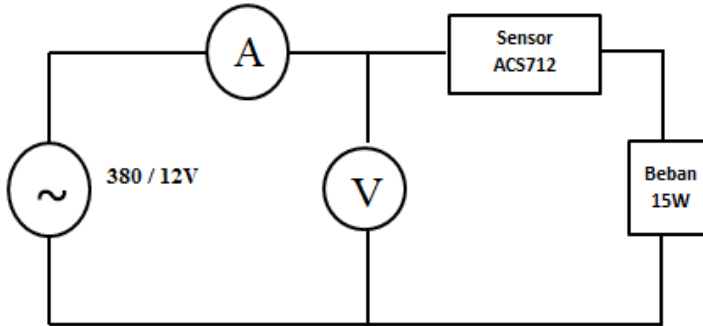 A
Sensor
ACS712
~
380 / 12V
V
Beban
15W